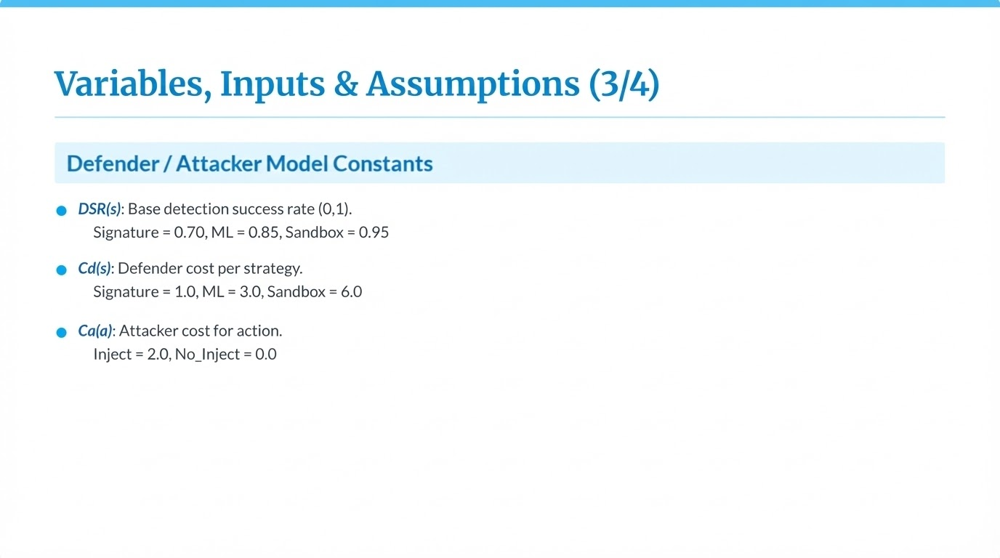 Variables, Inputs & Assumptions (3/4)
Defender / Attacker Model Constants
DSR(s): Base detection success rate (0,1).
Signature = 0.70, ML = 0.85, Sandbox = 0.95
Cd(s): Defender cost per strategy.
Signature = 1.0, ML = 3.0, Sandbox = 6.0
Ca(a): Attacker cost for action.
Inject = 2.0, No_Inject = 0.0